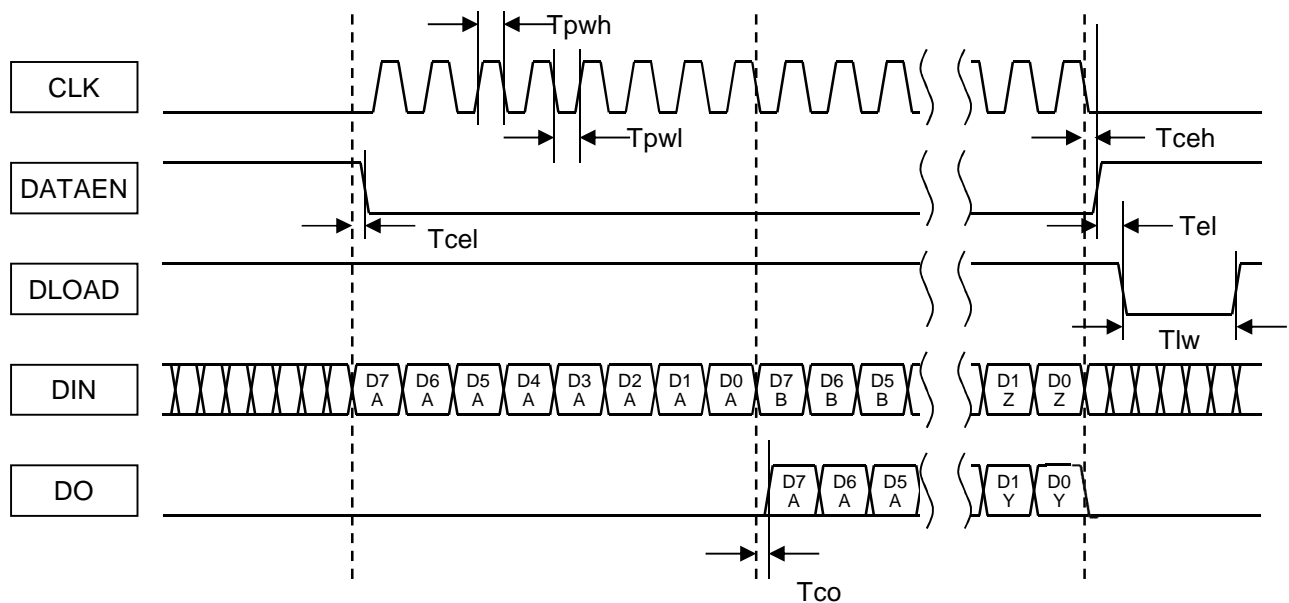 Tpwh
CLK
Tpwl
Tceh
DATAEN
Tcel
Tel
DLOAD
Tlw
DIN
D7 D6 D5 D4 D3 D2 D1 D0 D7 D6 D5 D1 D0
A A A A A A A A B B B Z Z
DO
D7 D6 D5 D1 D0
A A A Y Y
Tco